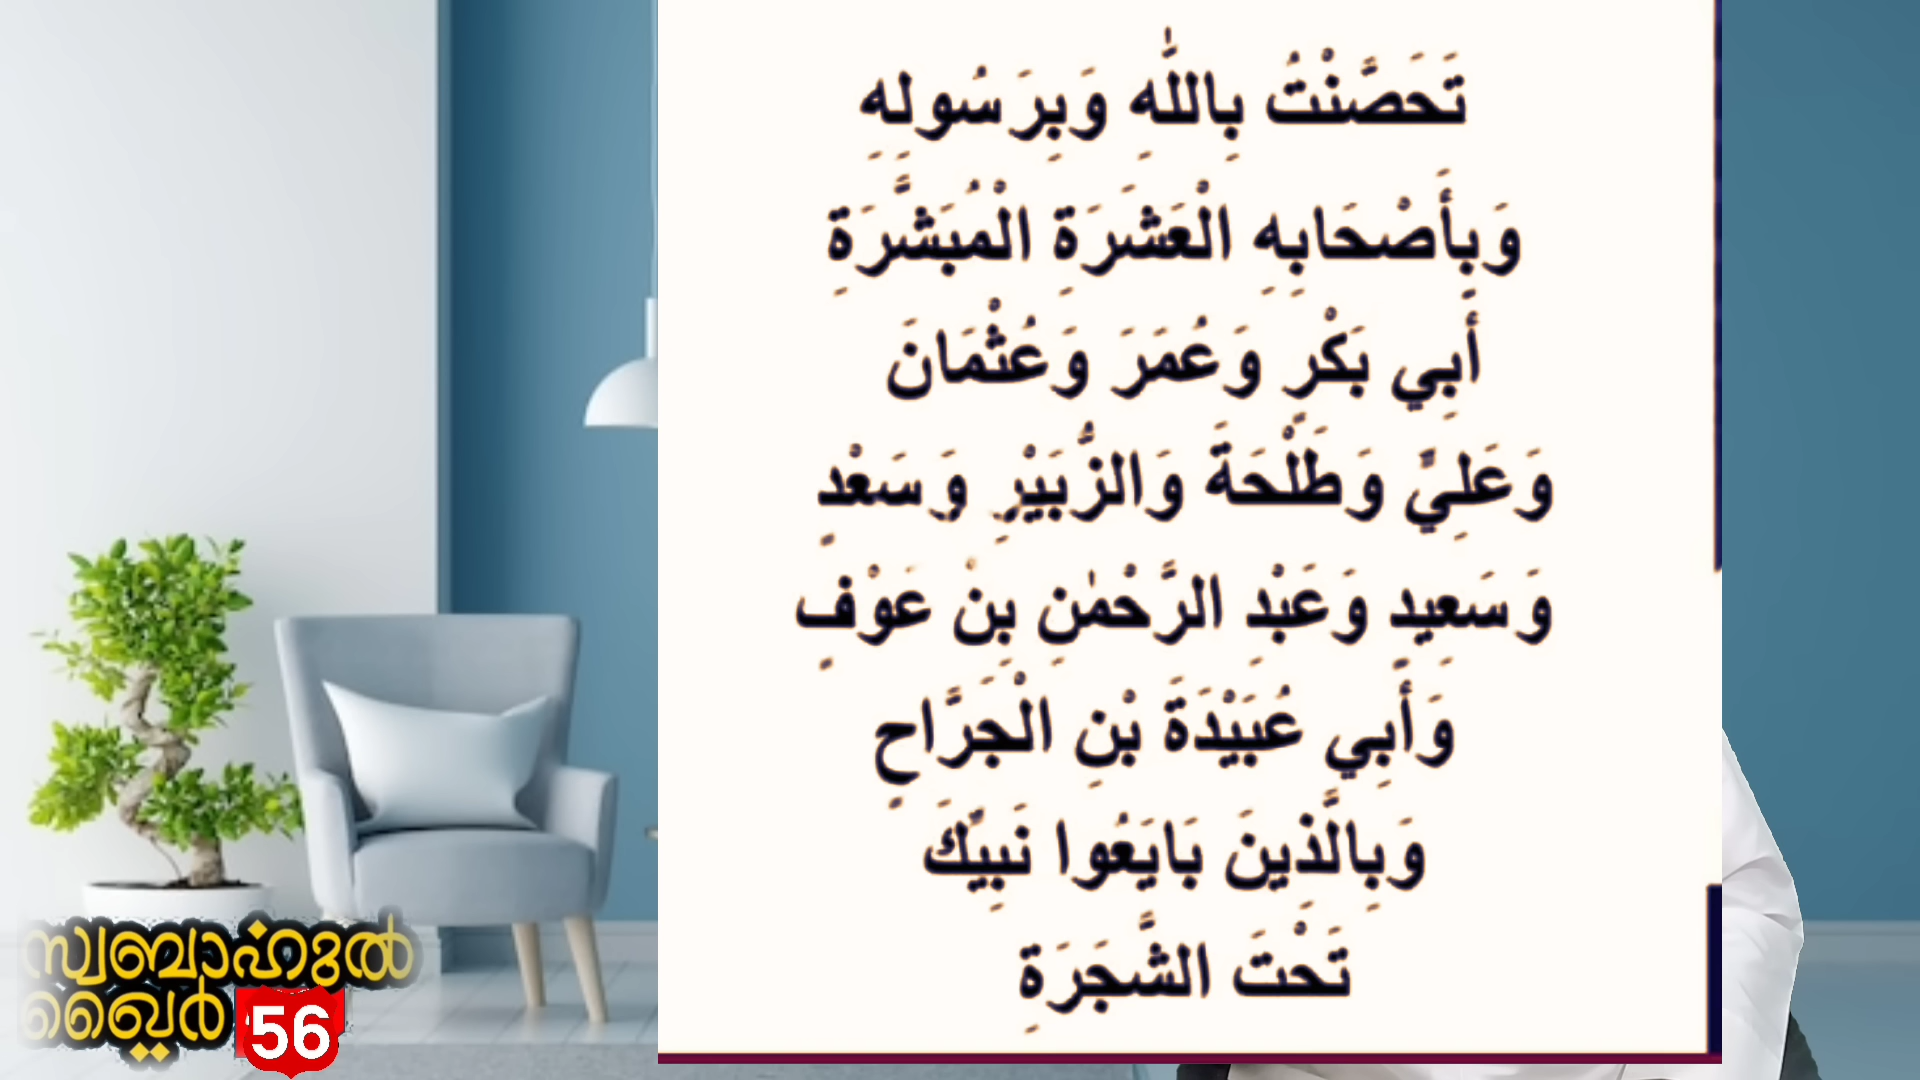 تَحَصَّنْتُ بِاللّٰهِ وَبِرَسُولِهِ
وَبِأَصْحَابِهِ الْعَشَرَةِ الْمُبَشَّرَةِ
أَبِي بَكْرٍ وَعُمَرَ وَعُثْمَانَ
وَعَلِيٍّ وَطَلْحَةَ وَالزُّبَيْرِ وَسَعْدٍ
وَسَعِيدٍ وَعَبْدِ الرَّحْمٰنِ بِنْ عَوْفٍ
وَأَبِي عُبَيْدَةَ بْنِ الْجَرَّاحِ
وَبِالَّذِينَ بَايَعُوا نَبِيَّكَ
تَحْتَ الشَّجَرَةِ
സ്വബാഹുൽ
ഖൈർ 56